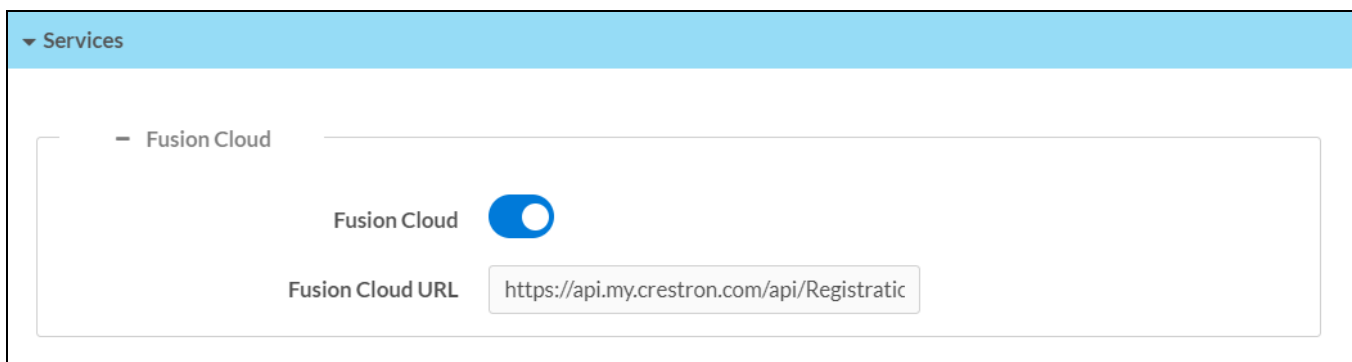 Services
Fusion Cloud
Fusion Cloud
Fusion Cloud URL https://api.my.crestron.com/api/Registratic